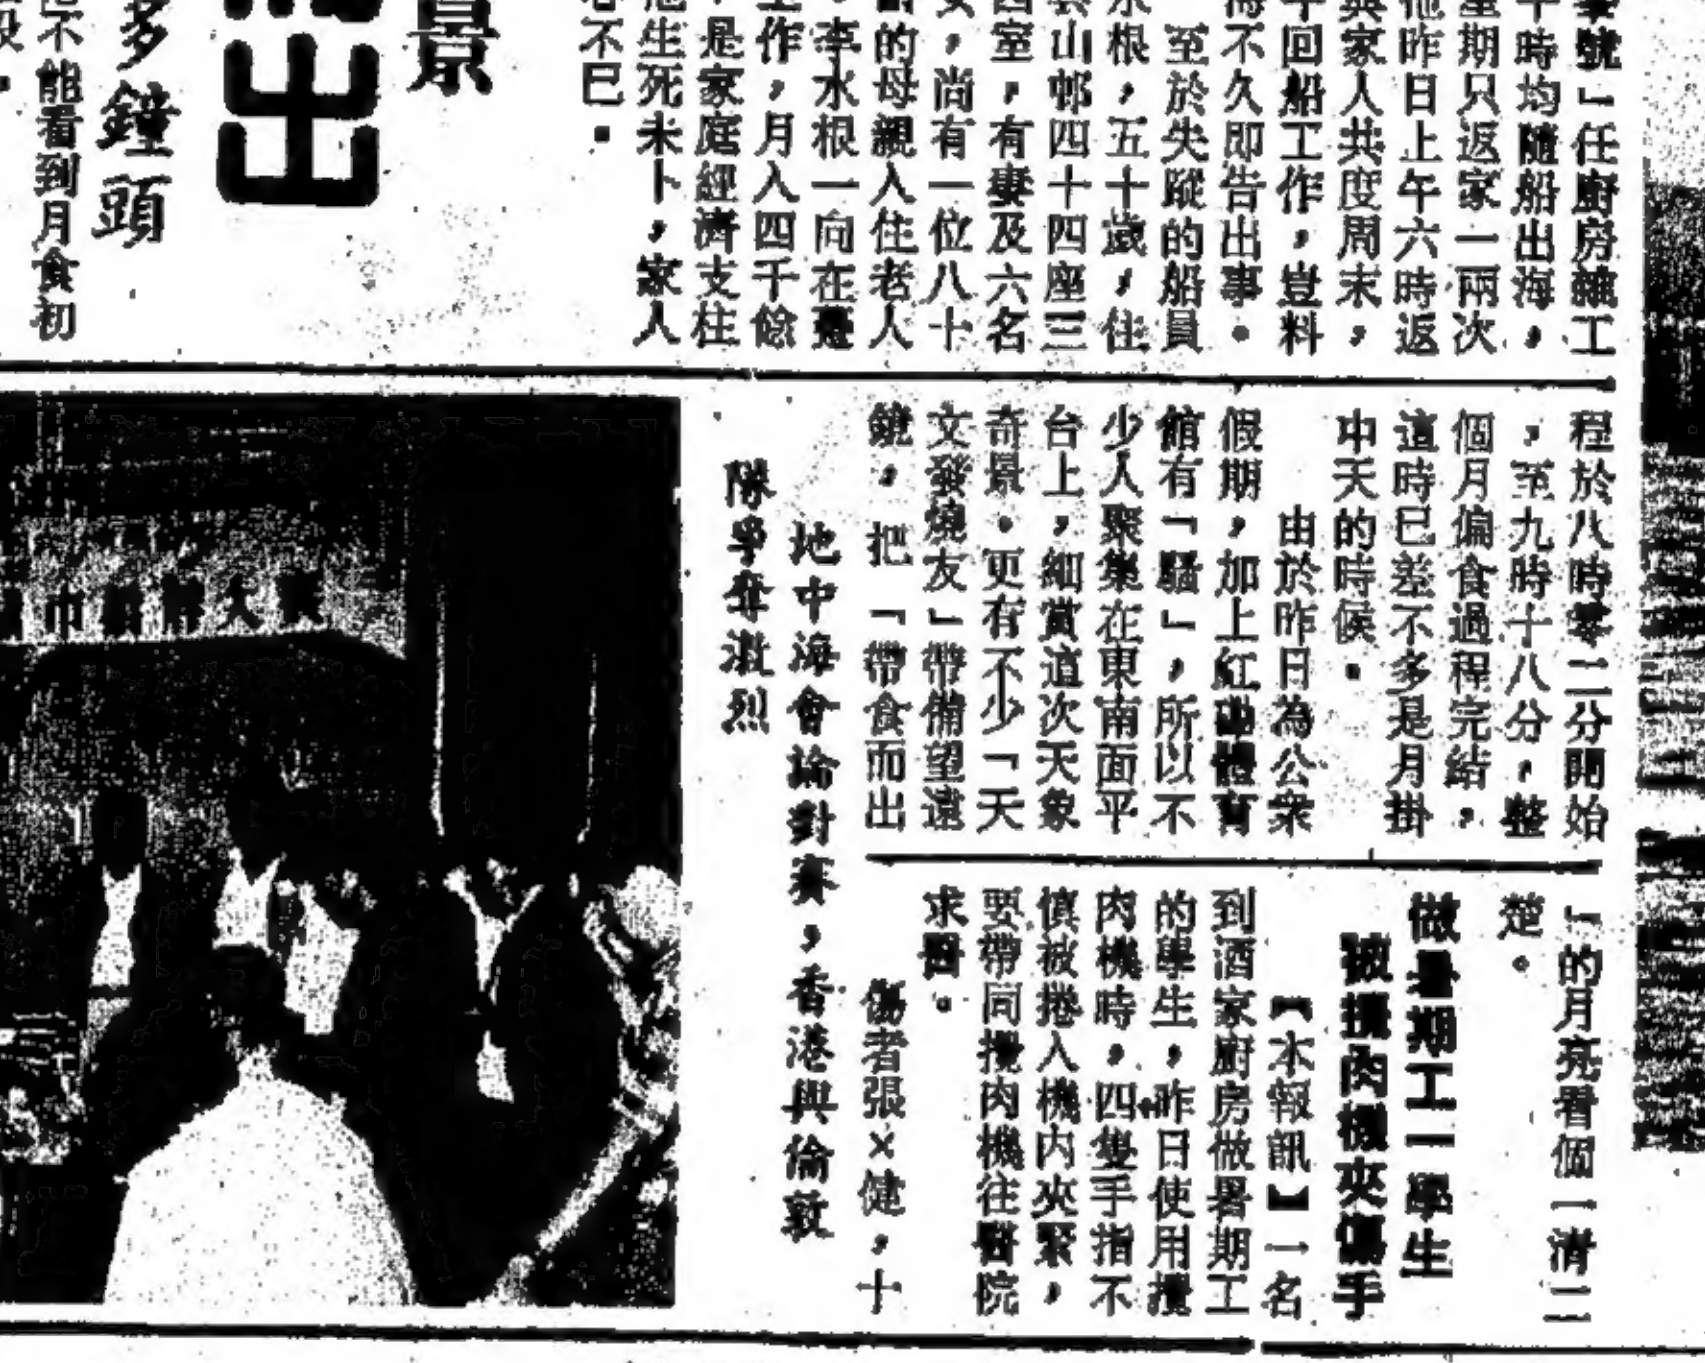 號」任廚房雜工
時均隨船出海，
期只返家一兩次
他昨日上午六時返
與家人共度周末，
回船工作，豈料
不久即告出事。
至於失蹤的船員
水根，五十歲，住
雲山邨四十四座三
四室，有妻及六名
女，尚有一位八十
的母親入住老人
，李水根一向在
工作，月入四千餘
，是家庭經濟支柱
他生死未卜，家人
不已。
景
出
多鐘頭
不能看到月食初
程於八時零二分開始
，至九時十八分，整
個月偏食過程完結，
這時已差不多是月掛
中天的時候。
由於昨日為公眾
假期，加上紅磡體育
館有「騷」，所以不
少人聚集在東南面平
台上，細賞這次天象
奇景。更有不少「天
文發燒友」帶備望遠
鏡，把「帶食而出
」的月亮看個一清二
楚。
做暑期工一學生
被攪肉機夾傷手
【本報訊】一名
到酒家廚房做暑期工
的學生，昨日使用攪
肉機時，四隻手指不
慎被捲入機內夾緊，
要帶同攪肉機往醫院
求醫。
傷者張×健，十
地中海會論對賽，香港與倫敦
隊爭奪激烈